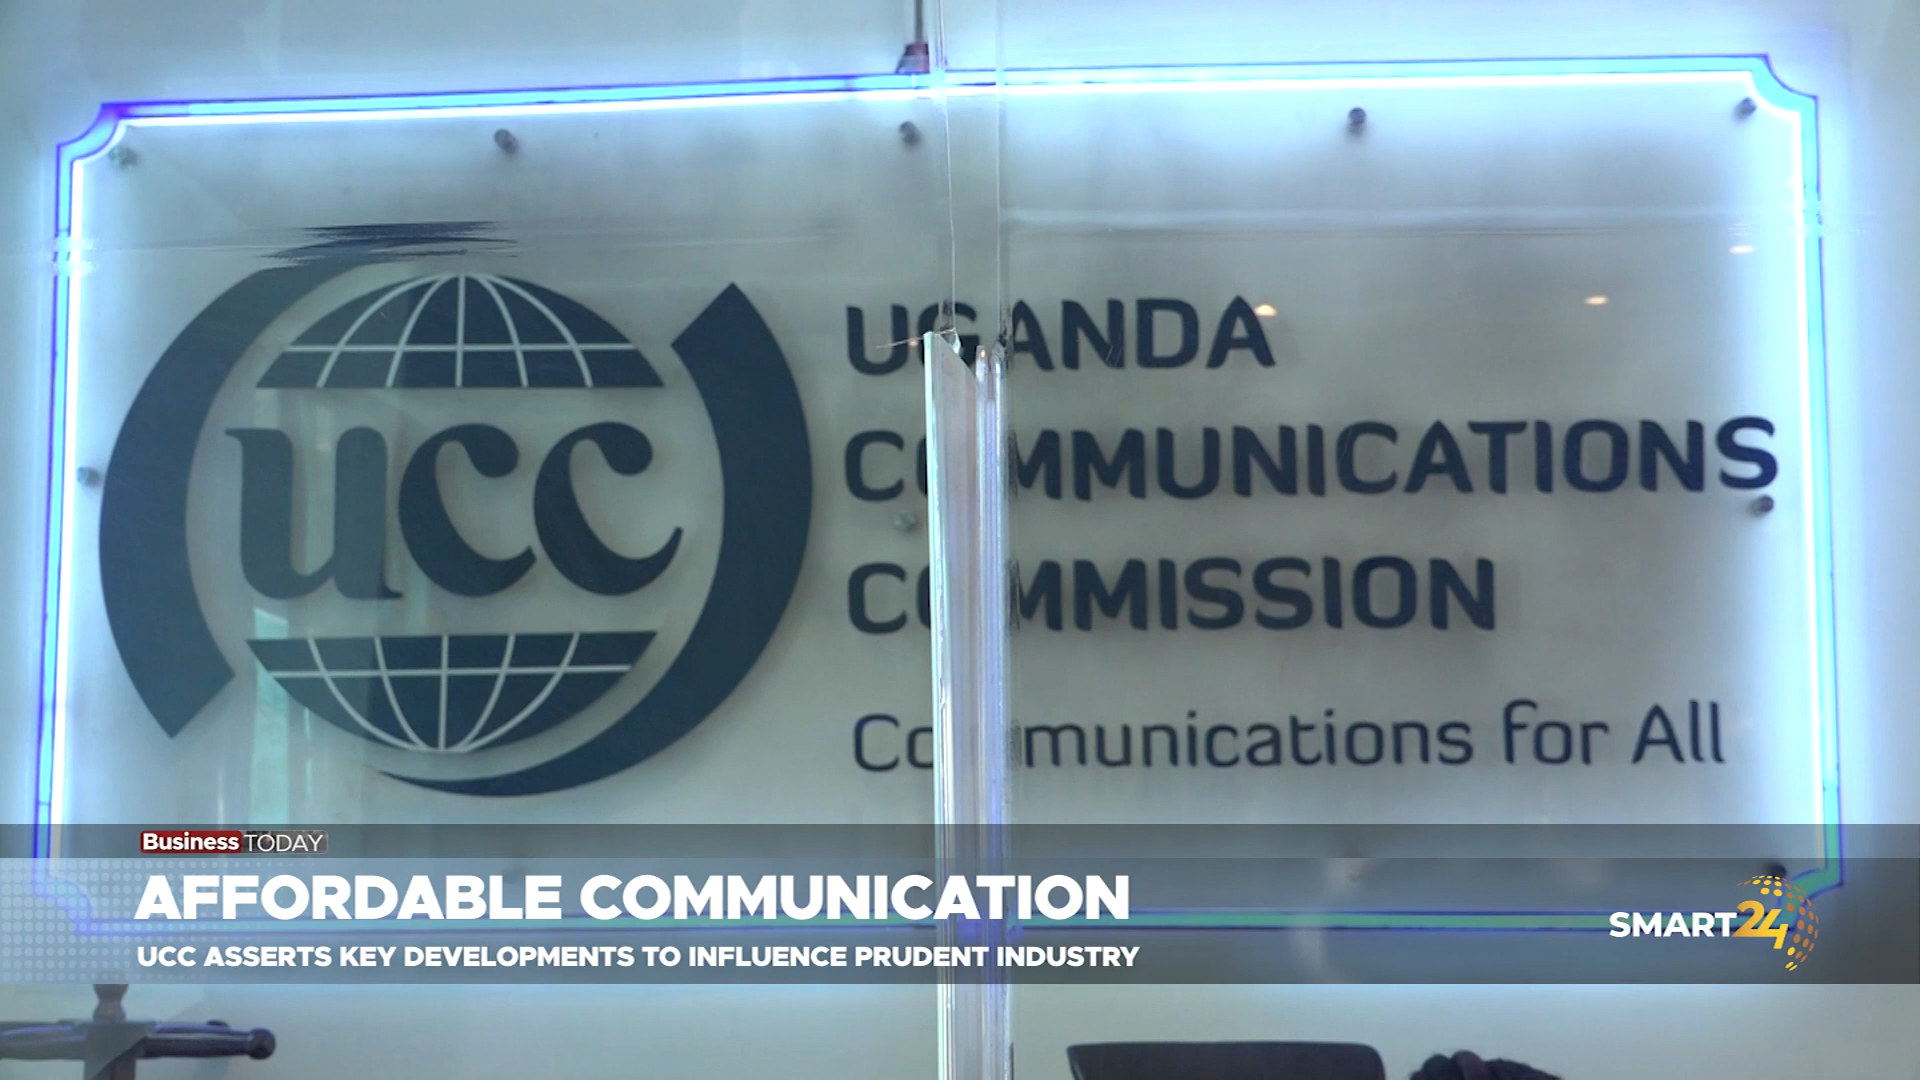 ucc
UGANDA
COMMUNICATIONS
COMMISSION
Communications for All
Business TODAY
AFFORDABLE COMMUNICATION
UCC ASSERTS KEY DEVELOPMENTS TO INFLUENCE PRUDENT INDUSTRY
SMART24